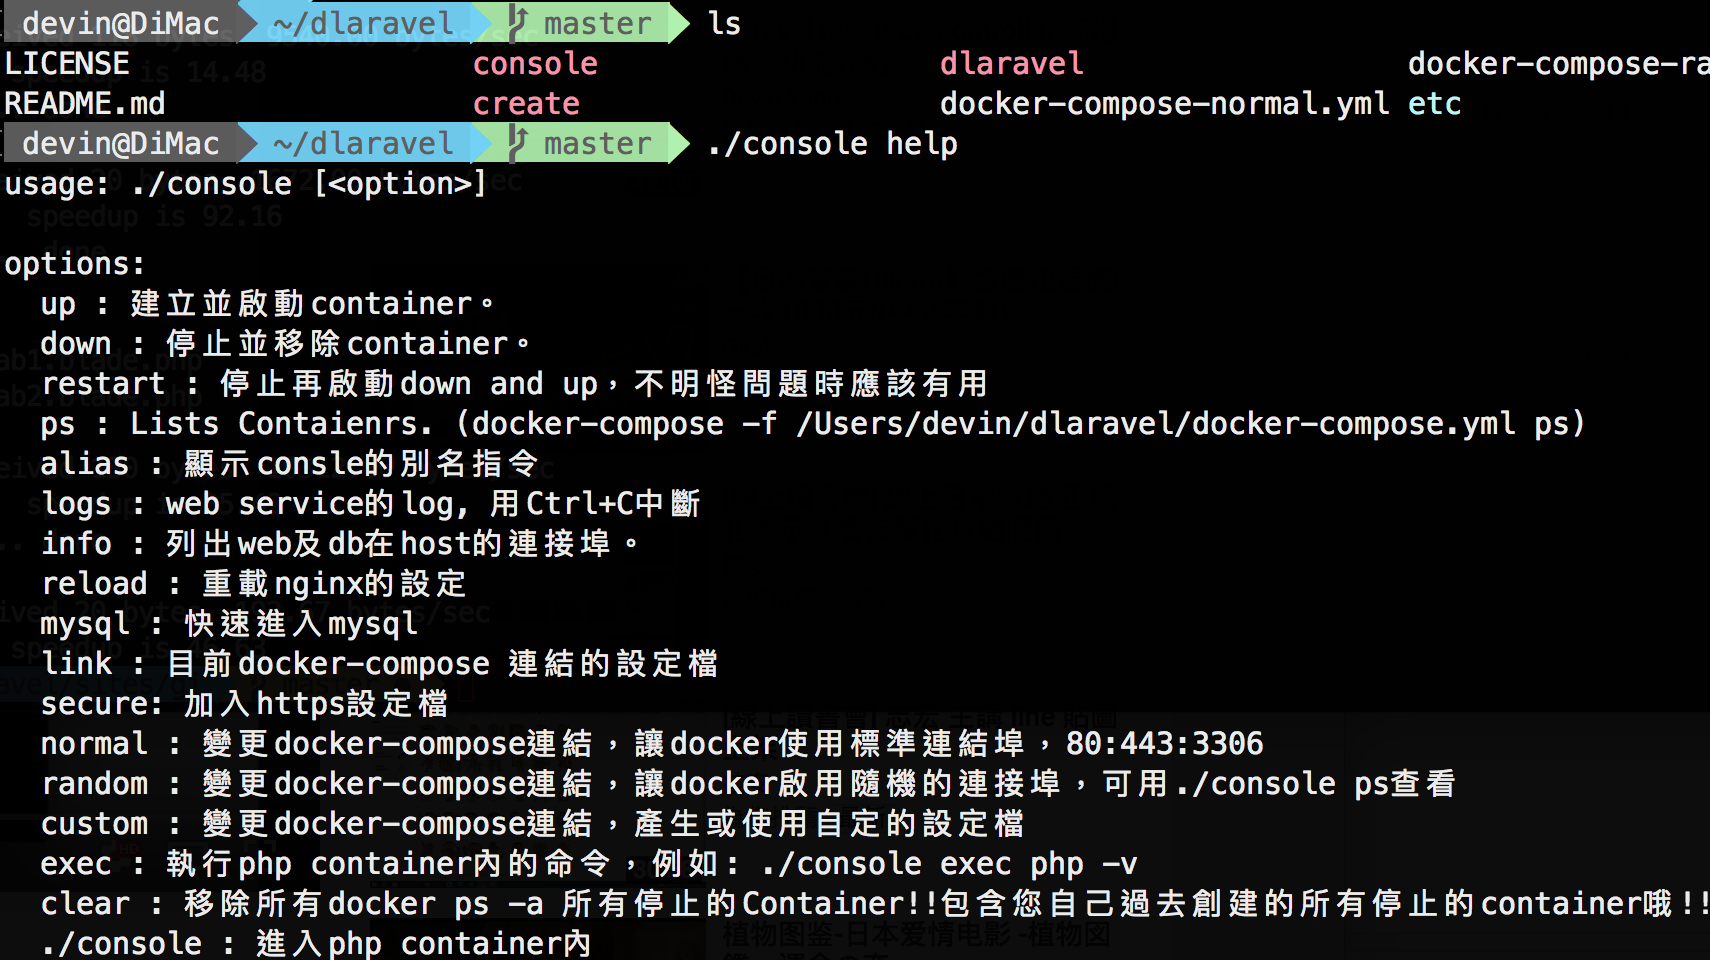 devin@DiMac ~/dlaravel master ls
LICENSE console dlaravel docker-compose-ra
README.md create docker-compose-normal.yml etc
devin@DiMac ~/dlaravel master ./console help
usage: ./console [<option>]
options:
up : 建立並啟動container。
down : 停止並移除container。
restart : 停止再啟動down and up，不明怪問題時應該有用
ps : Lists Contaienrs. (docker-compose -f /Users/devin/dlaravel/docker-compose.yml ps)
alias : 顯示consle的別名指令
logs : web service的log, 用Ctrl+C中斷
info : 列出web及db在host的連接埠。
reload : 重載nginx的設定
mysql : 快速進入mysql
link : 目前docker-compose 連結的設定檔
secure: 加入https設定檔
normal : 變更docker-compose連結，讓docker使用標準連結埠，80:443:3306
random : 變更docker-compose連結，讓docker啟用隨機的連接埠，可用./console ps查看
custom : 變更docker-compose連結，產生或使用自定的設定檔
exec : 執行php container內的命令，例如: ./console exec php -v
clear : 移除所有docker ps -a 所有停止的Container!!包含您自己過去創建的所有停止的container哦!!
./console : 進入php container內